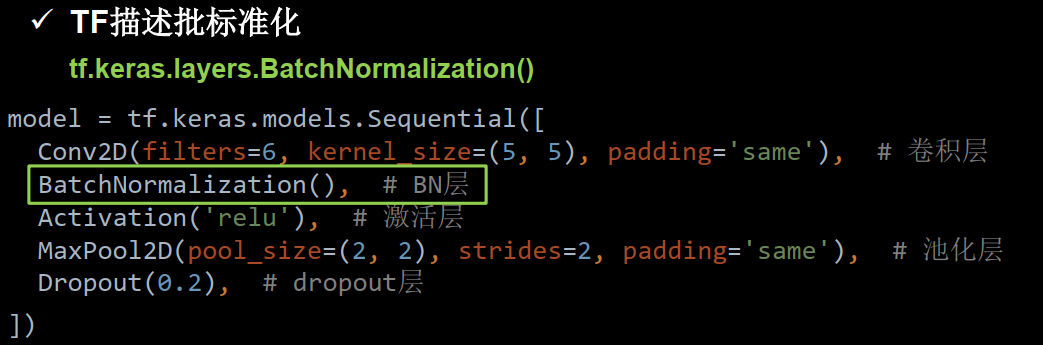 ✓ TF描述批标准化
tf.keras.layers.BatchNormalization()
model = tf.keras.models.Sequential([
Conv2D(filters=6, kernel_size=(5, 5), padding='same'), # 卷积层
BatchNormalization(), # BN层
Activation('relu'), # 激活层
MaxPool2D(pool_size=(2, 2), strides=2, padding='same'), # 池化层
Dropout(0.2), # dropout层
])